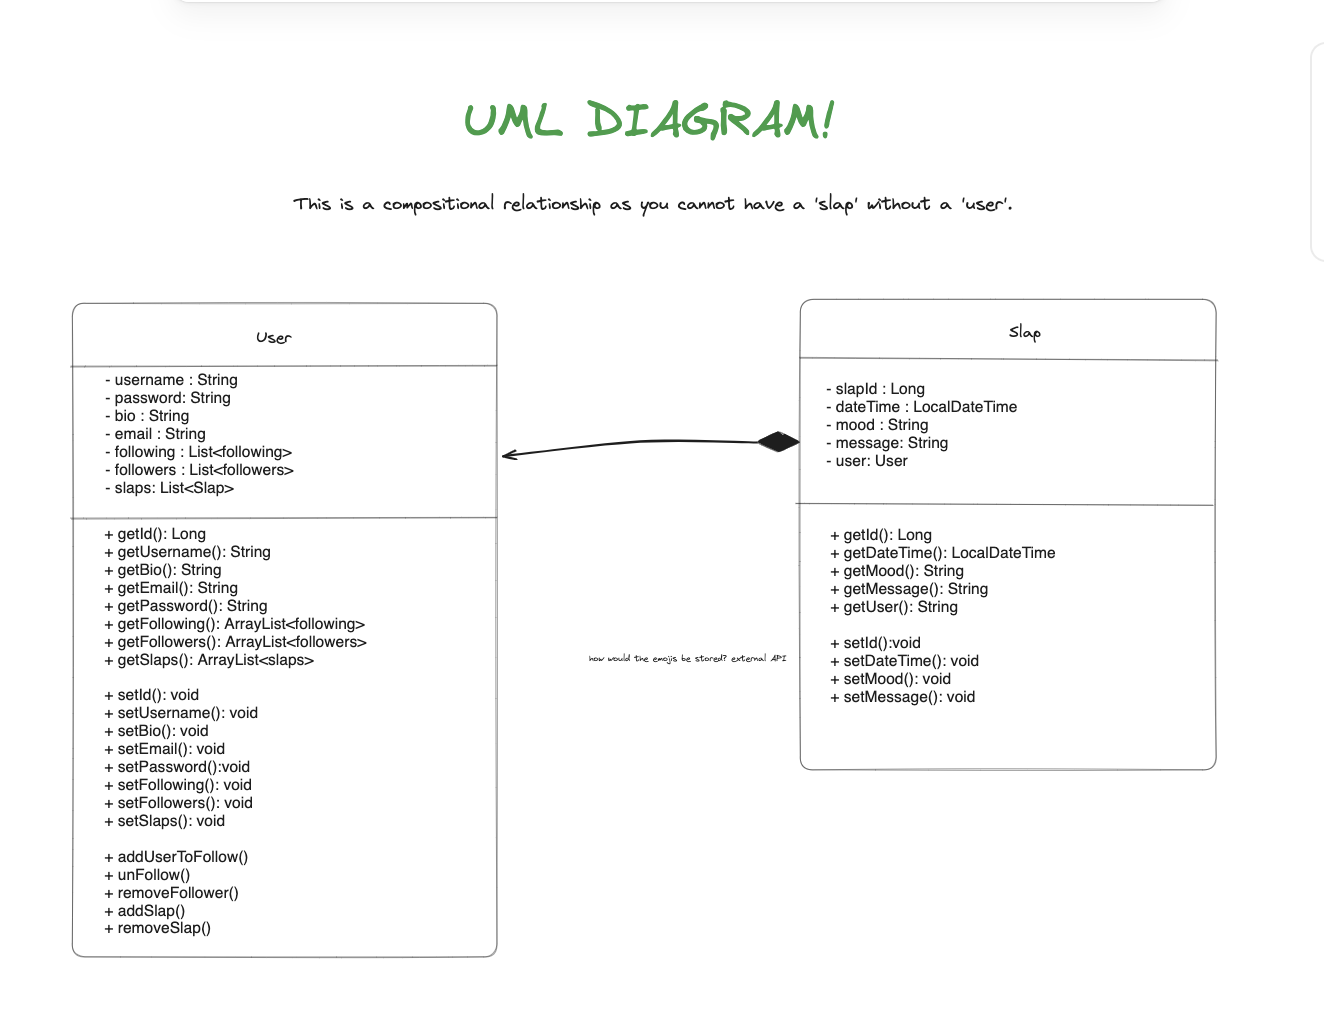 UML DIAGRAM!
This is a compositional relationship as you cannot have a 'slap' without a 'user'.
User
- username : String
- password: String
- bio : String
- email : String
- following : List<following>
- followers : List<followers>
- slaps: List<Slap>
+ getId(): Long
+ getUsername(): String
+ getBio(): String
+ getEmail(): String
+ getPassword(): String
+ getFollowing(): ArrayList<following>
+ getFollowers(): ArrayList<followers>
+ getSlaps(): ArrayList<slaps>
+ setId(): void
+ setUsername(): void
+ setBio(): void
+ setEmail(): void
+ setPassword():void
+ setFollowing(): void
+ setFollowers(): void
+ setSlaps(): void
+ addUserToFollow()
+ unFollow()
+ removeFollower()
+ addSlap()
+ removeSlap()
how would the emojis be stored? external API
Slap
- slapId : Long
- dateTime : LocalDateTime
- mood : String
- message: String
- user: User
+ getId(): Long
+ getDateTime(): LocalDateTime
+ getMood(): String
+ getMessage(): String
+ getUser(): String
+ setId():void
+ setDateTime(): void
+ setMood(): void
+ setMessage(): void